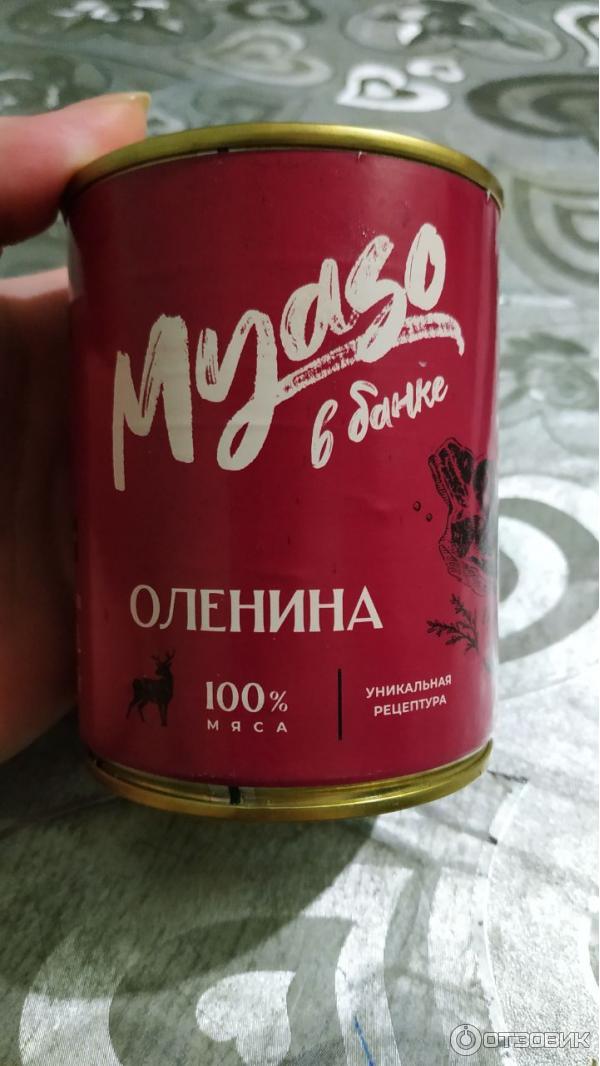 Myaso
в банке
ОЛЕНИНА
100%
МЯСА
УНИКАЛЬНАЯ
РЕЦЕПТУРА
ОТЗОВИК